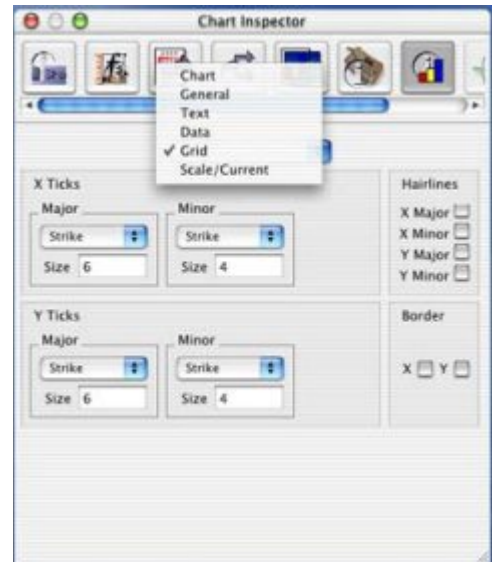 Chart Inspector
Chart
General
Text
Data
✓ Grid
Scale/Current
X Ticks
Hairlines
Major
Minor
X Major
Strike
Strike
X Minor
Y Major
Size 6
Size 4
Y Minor
Y Ticks
Border
Major
Minor
Strike
Strike
X Y
Size 6
Size 4